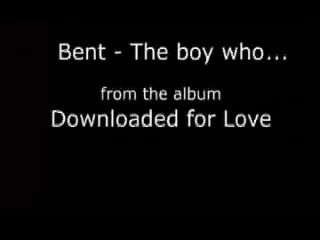 Bent - The boy who...
from the album
Downloaded for Love